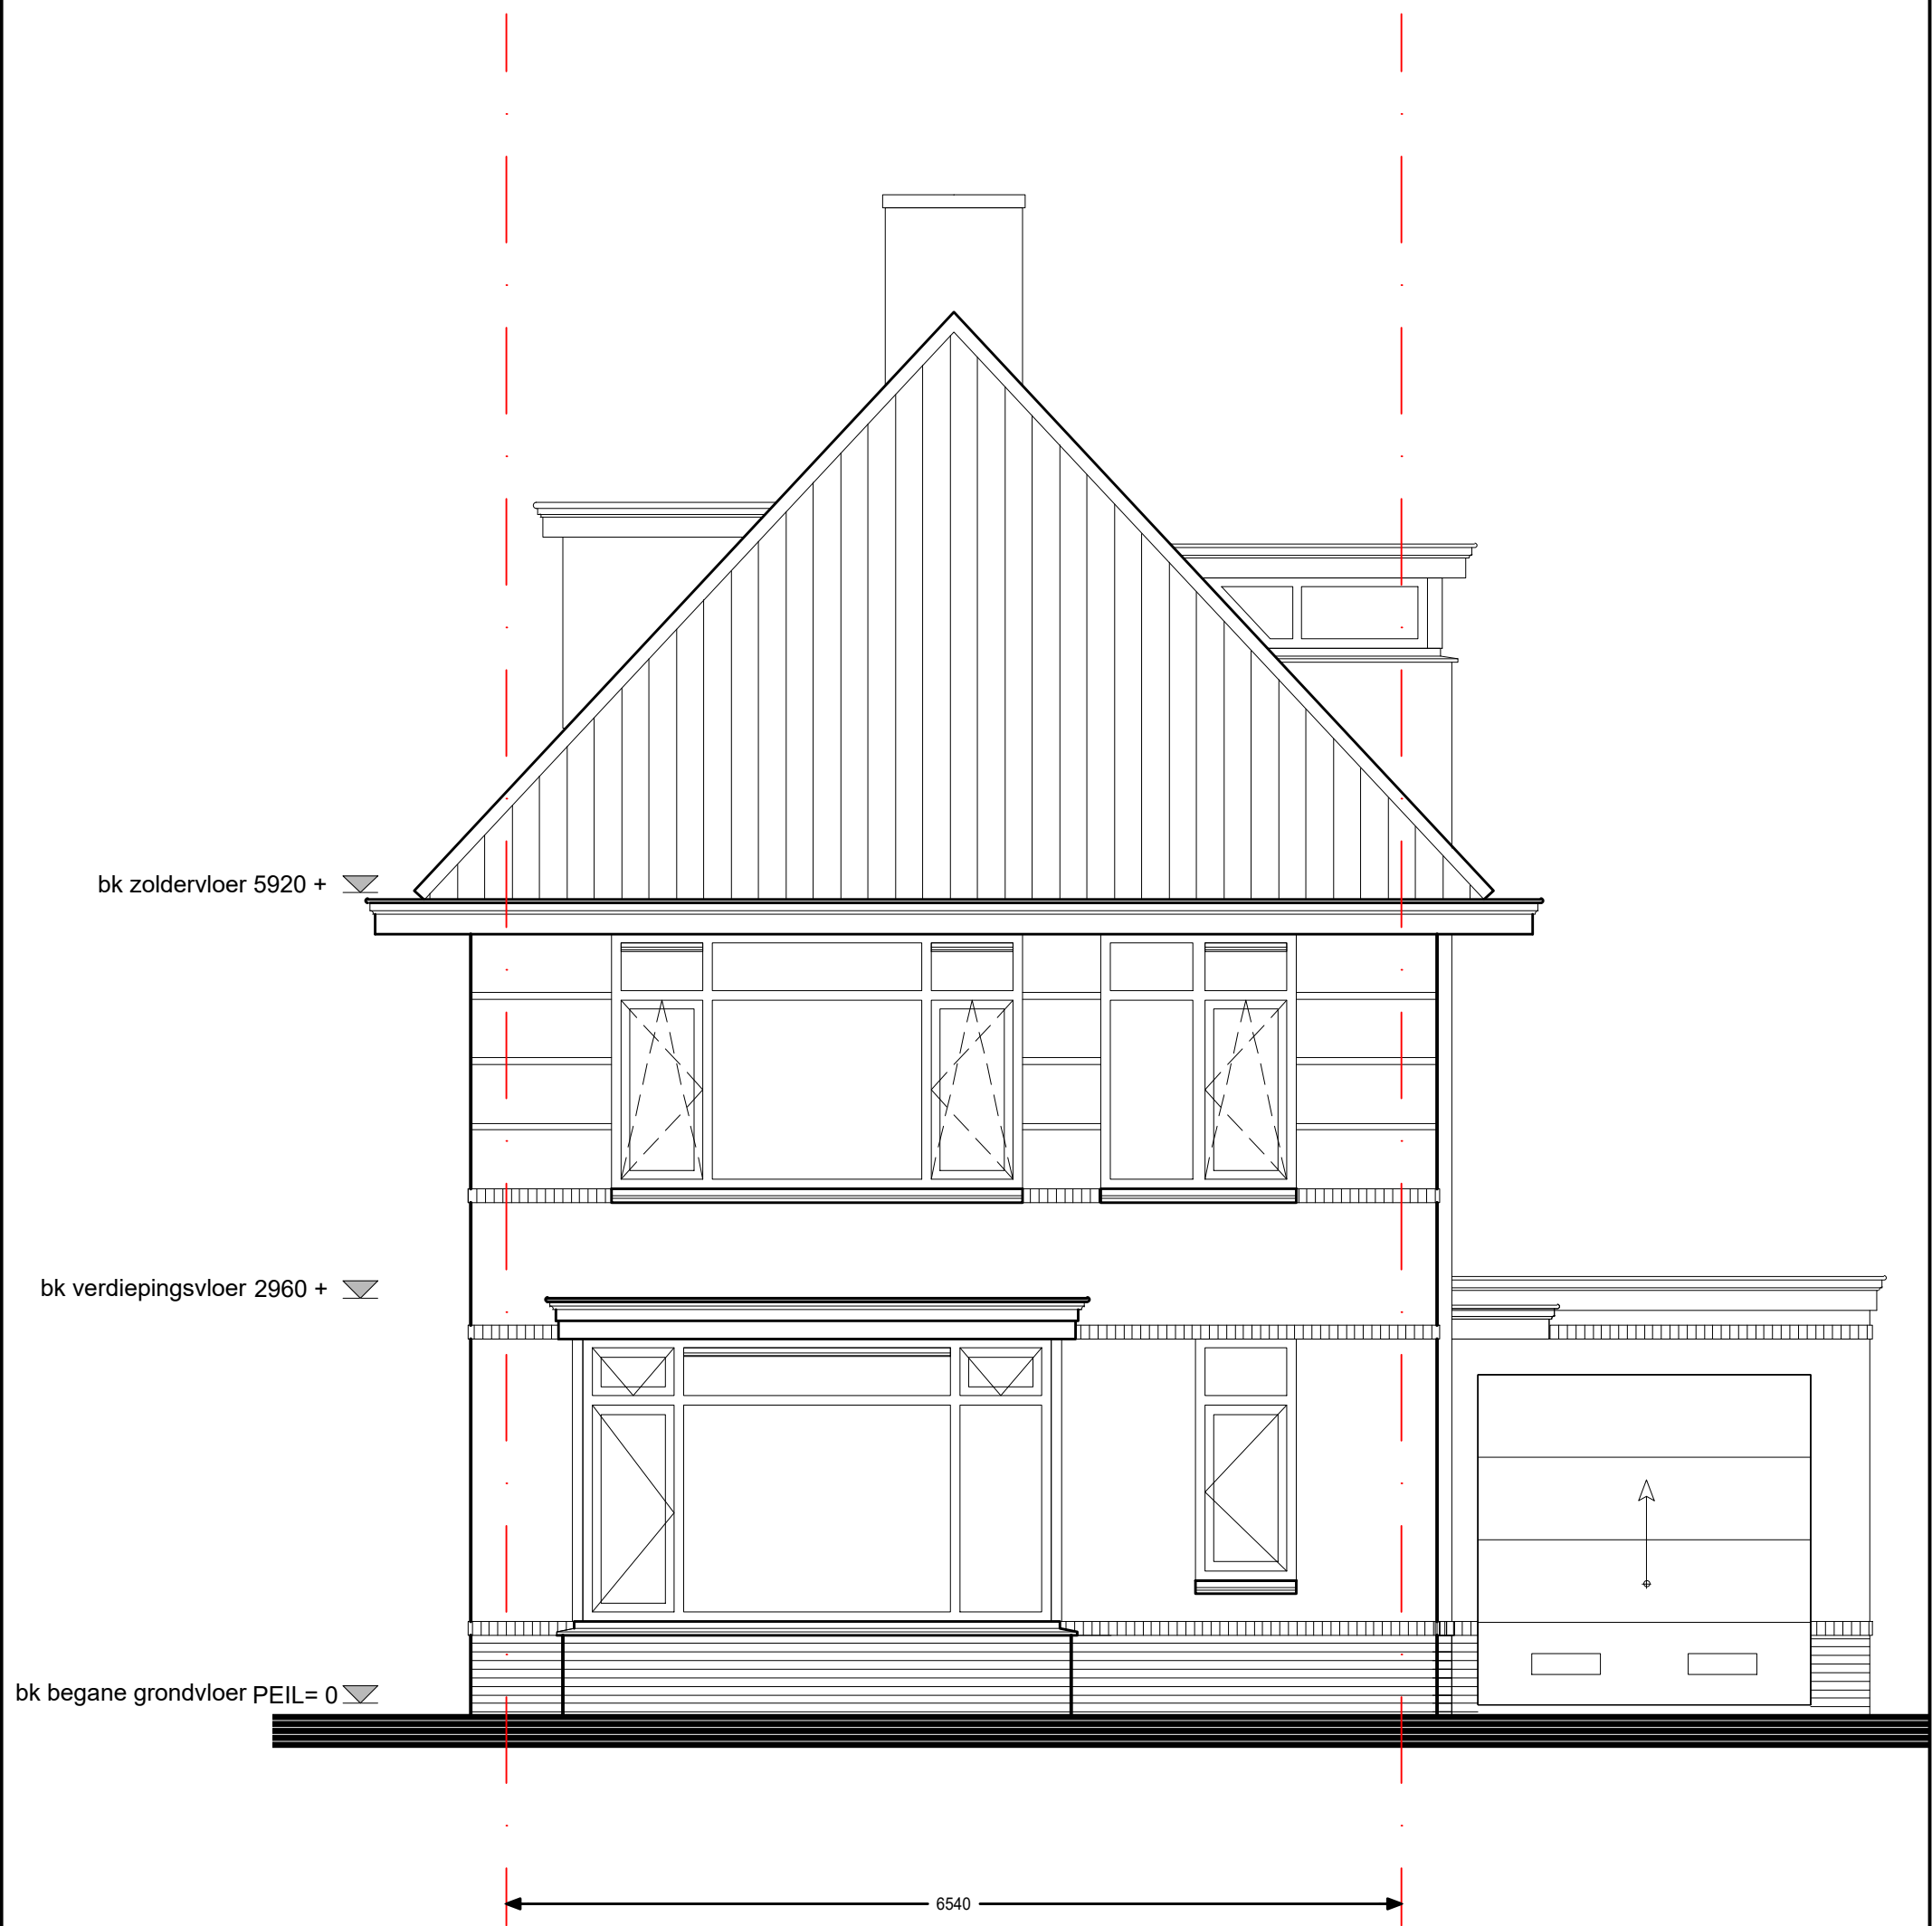 bk zoldervloer 5920 +
bk verdiepingsvloer 2960 +
bk begane grondvloer PEIL= 0
6540